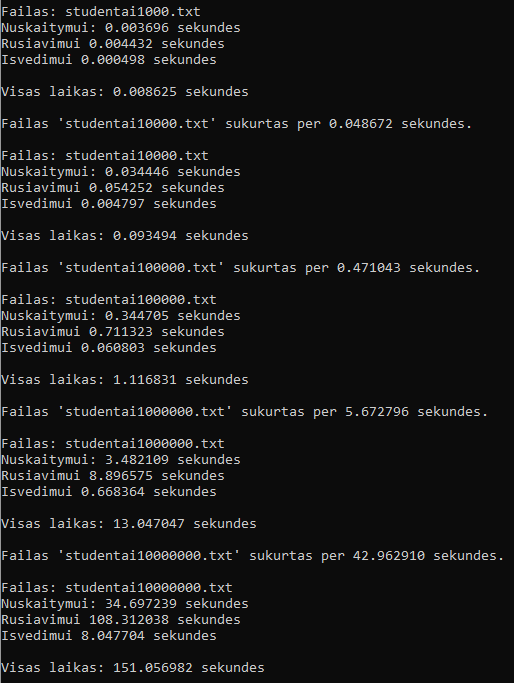 Failas: studentai1000.txt
Nuskaitymui: 0.003696 sekundes
Rusiavimui 0.004432 sekundes
Isvedimui 0.000498 sekundes
Visas laikas: 0.008625 sekundes
Failas 'studentai10000.txt' sukurtas per 0.048672 sekundes.
Failas: studentai10000.txt
Nuskaitymui: 0.034446 sekundes
Rusiavimui 0.054252 sekundes
Isvedimui 0.004797 sekundes
Visas laikas: 0.093494 sekundes
Failas 'studentai100000.txt' sukurtas per 0.471043 sekundes.
Failas: studentai100000.txt
Nuskaitymui: 0.344705 sekundes
Rusiavimui 0.711323 sekundes
Isvedimui 0.060803 sekundes
Visas laikas: 1.116831 sekundes
Failas 'studentai1000000.txt' sukurtas per 5.672796 sekundes.
Failas: studentai1000000.txt
Nuskaitymui: 3.482109 sekundes
Rusiavimui 8.896575 sekundes
Isvedimui 0.668364 sekundes
Visas laikas: 13.047047 sekundes
Failas 'studentai10000000.txt' sukurtas per 42.962910 sekundes.
Failas: studentai10000000.txt
Nuskaitymui: 34.697239 sekundes
Rusiavimui 108.312038 sekundes
Isvedimui 8.047704 sekundes
Visas laikas: 151.056982 sekundes